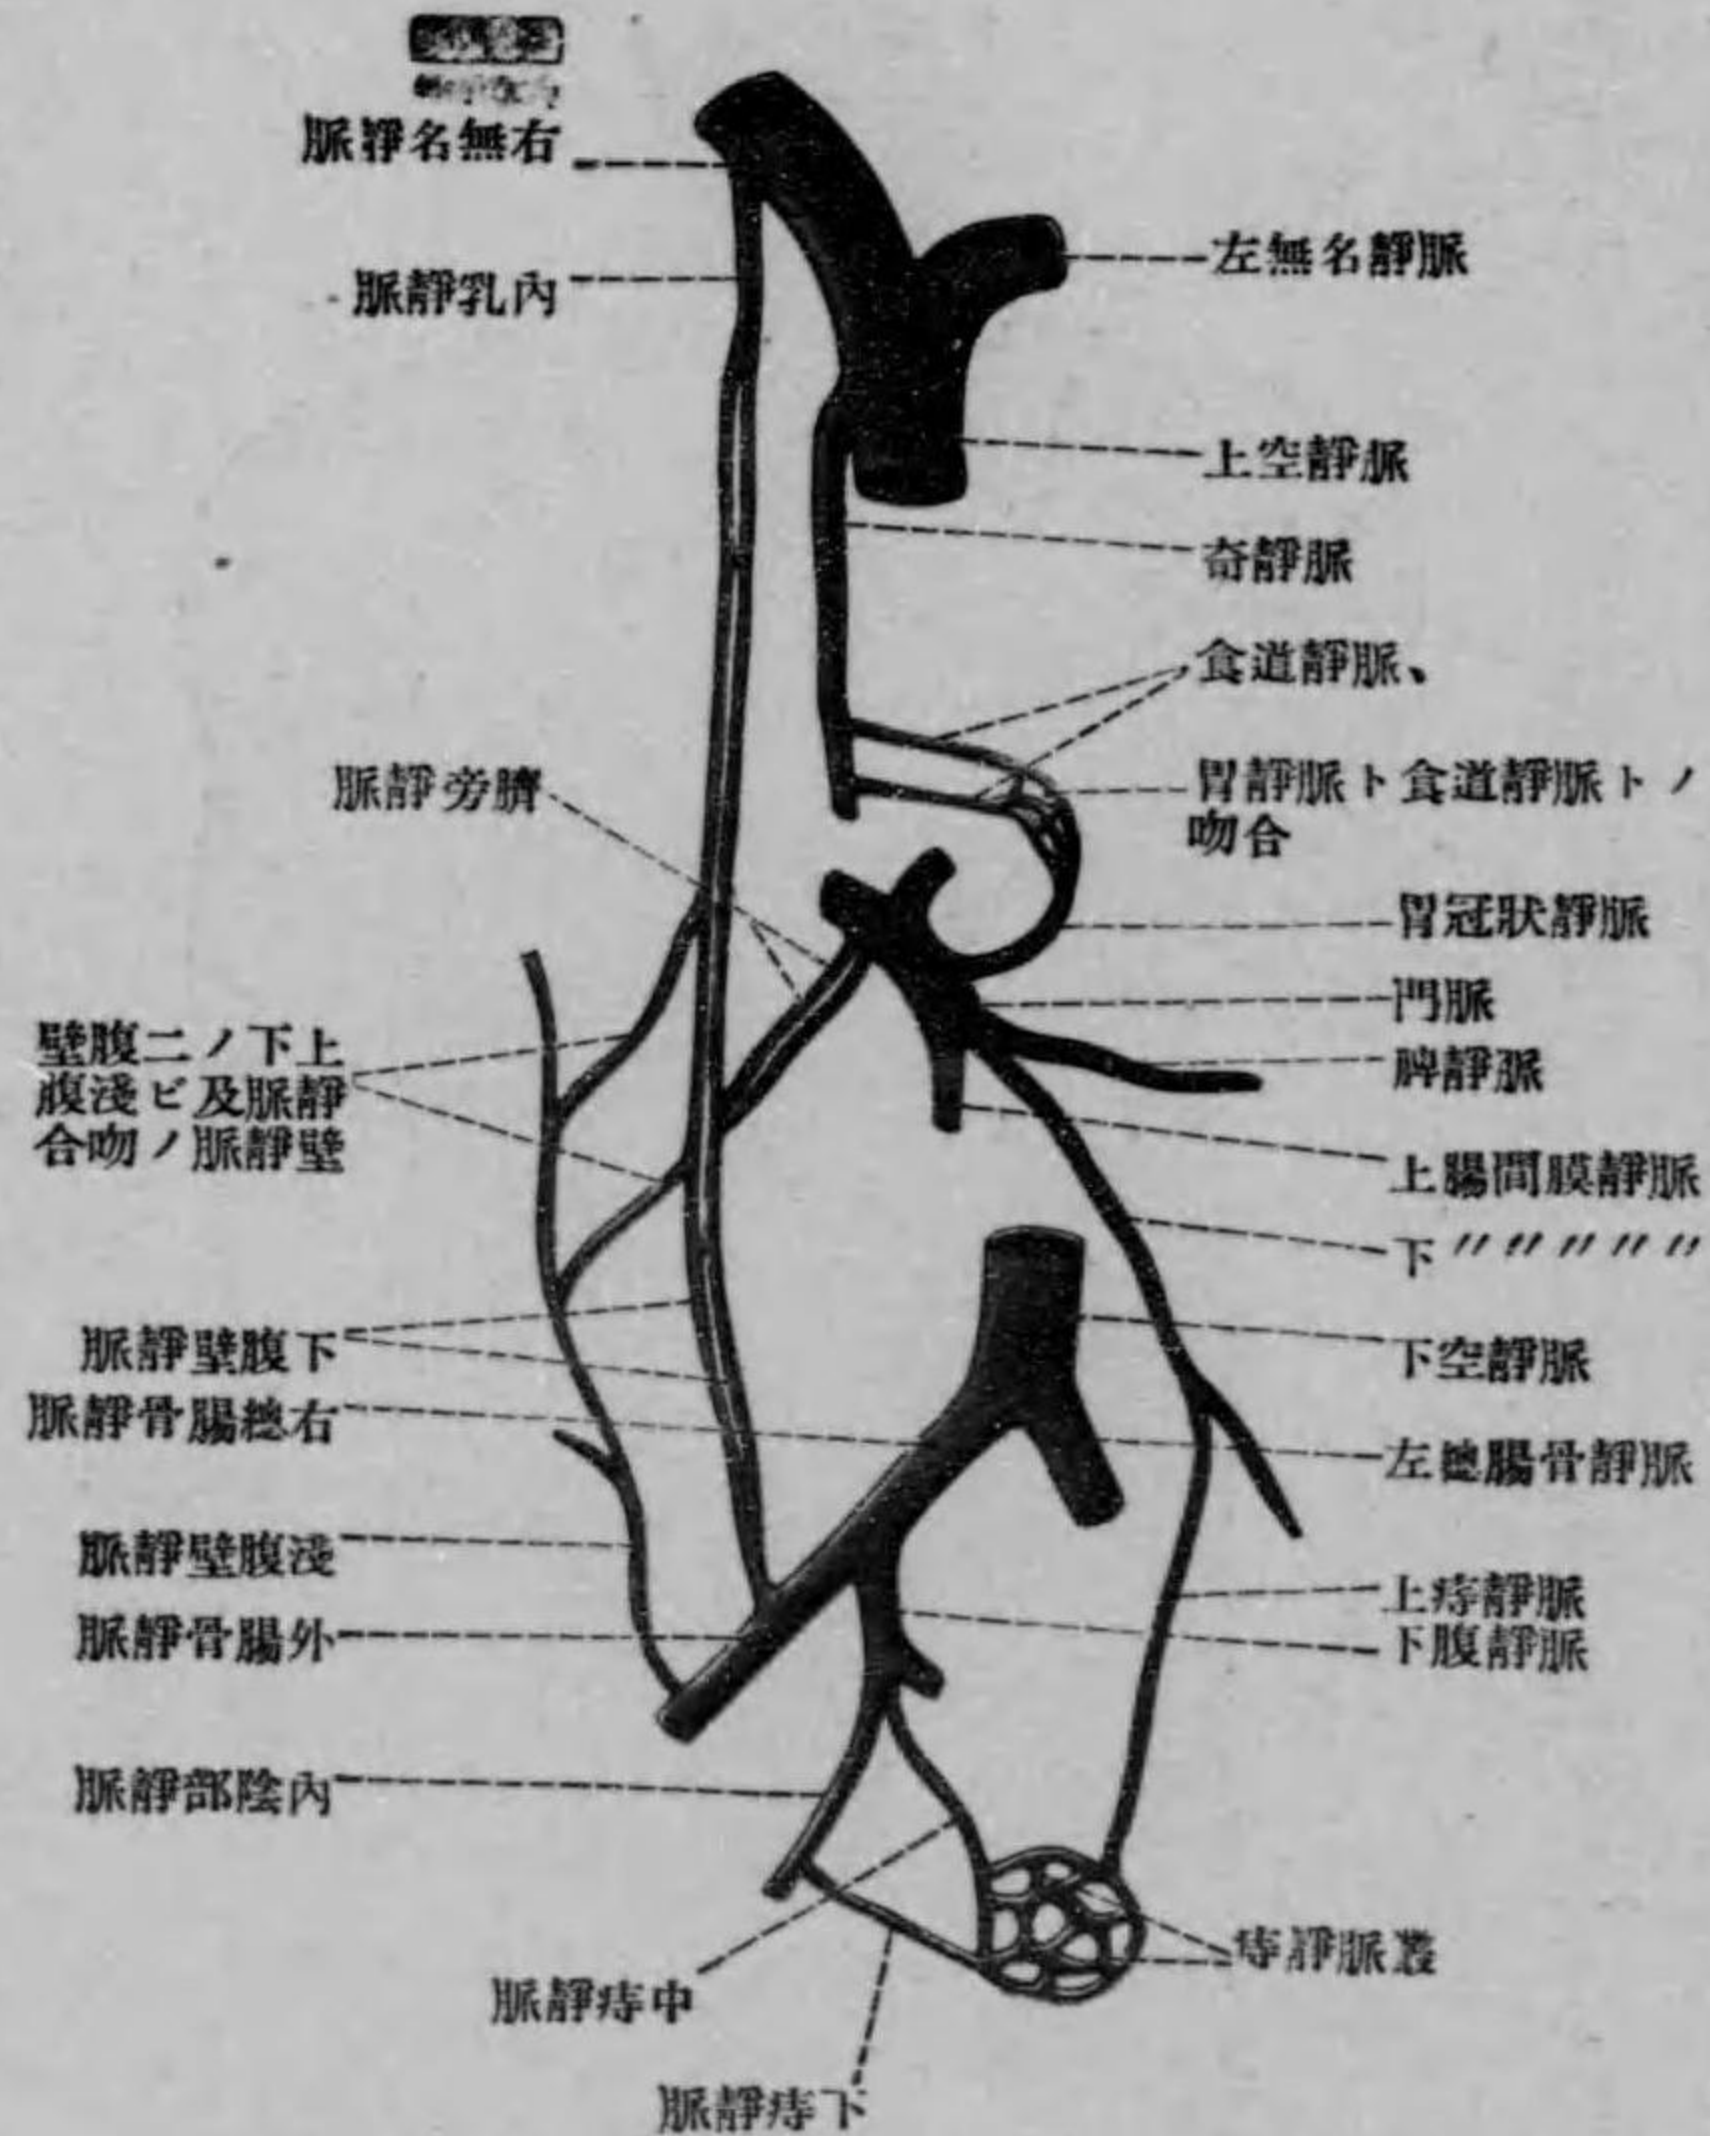 右無名靜脈
左無名靜脈
內乳靜脈
上空靜脈
奇靜脈
食道靜脈、
臍旁靜脈
胃靜脈ト食道靜脈トノ
吻合
胃冠狀靜脈
門脈
上下ノ二腹壁
靜脈及ビ淺腹
壁靜脈ノ吻合
脾靜脈
上腸間膜靜脈
下〃〃〃〃〃
下腹壁靜脈
下空靜脈
右總腸骨靜脈
左總腸骨靜脈
淺腹壁靜脈
上痔靜脈
外腸骨靜脈
下腹靜脈
內陰部靜脈
痔靜脈叢
中痔靜脈
下痔靜脈